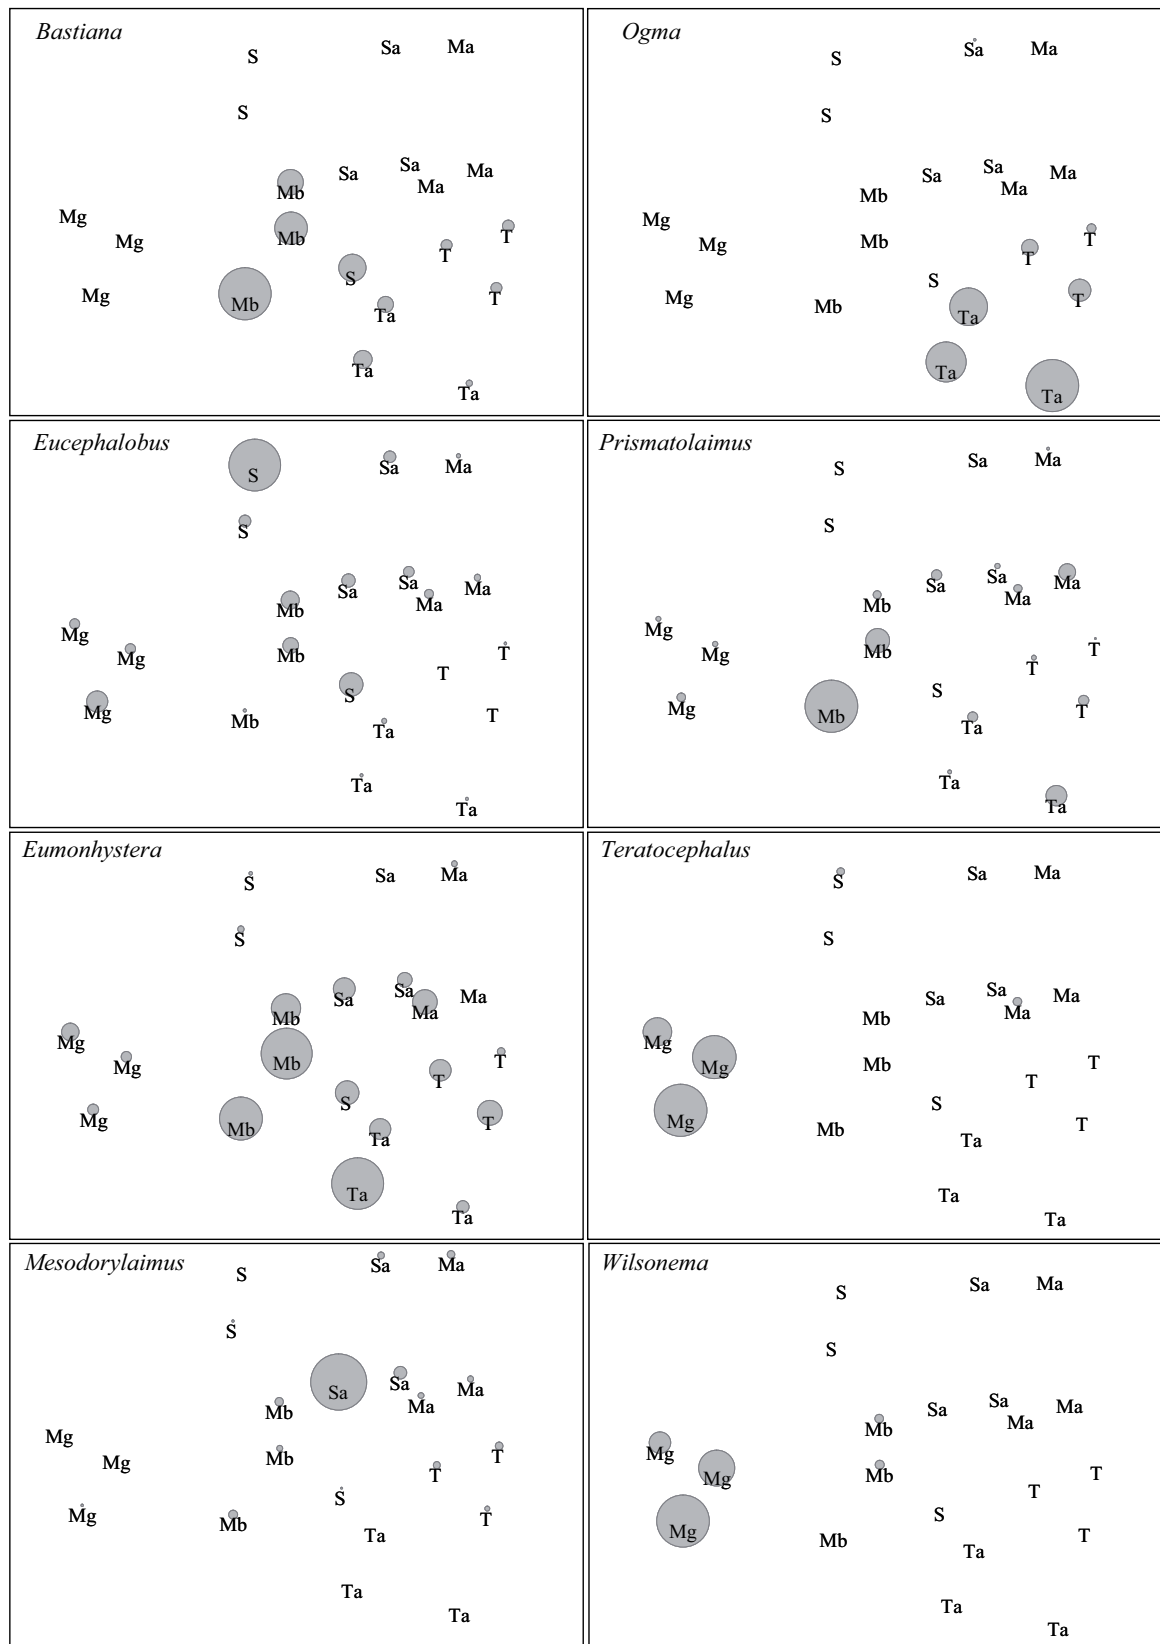 Bastiana
S
Sa
Ma
S
Sa
Sa
Ma
Ma
Mb
Mb
Mg
Mg
T
T
Mg
Mb
S
Ta
T
Ta
Ta
Ogma
S
Sa
Ma
S
Sa
Sa
Ma
Ma
Mb
Mg
Mg
Mb
T
T
Mg
Mb
S
Ta
T
Ta
Ta
Eucephalobus
S
Sa
Ma
S
Sa
Sa
Ma
Ma
Mb
Mg
Mg
Mb
T
T
Mg
Mb
S
Ta
T
Ta
Ta
Prismatolaimus
S
Sa
Ma
S
Sa
Sa
Ma
Ma
Mb
Mg
Mg
Mb
T
T
Mg
Mb
S
Ta
T
Ta
Ta
Eumonhystera
S
Sa
Ma
S
Sa
Sa
Ma
Ma
Mb
Mg
Mg
Mb
T
T
Mg
Mb
S
Ta
T
Ta
Ta
Teratocephalus
S
Sa
Ma
S
Sa
Sa
Ma
Ma
Mb
Mg
Mg
Mb
T
T
Mg
Mb
S
Ta
T
Ta
Ta
Mesodorylaimus
S
Sa
Ma
S
Sa
Sa
Ma
Ma
Mb
Mg
Mg
Mb
T
T
Mg
Mb
S
Ta
T
Ta
Ta
Wilsonema
S
Sa
Ma
S
Sa
Sa
Ma
Ma
Mb
Mg
Mg
Mb
T
T
Mg
Mb
S
Ta
T
Ta
Ta